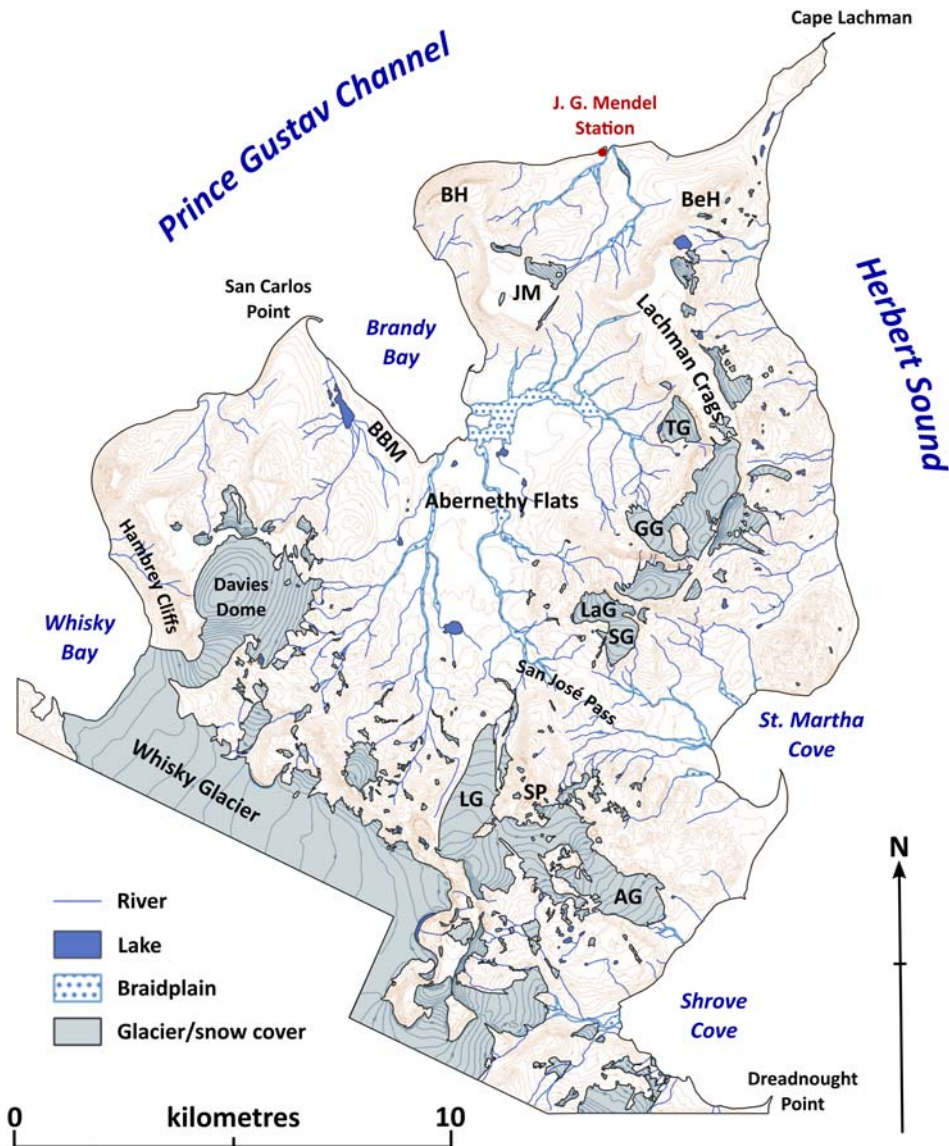 Cape Lachman
Prince Gustav Channel
J. G. Mendel
Station
BH
BeH
San Carlos
Point
JM
Brandy
Bay
Lachman Crags
Herbert Sound
TG
BBM
Abernethy Flats
GG
Hambrey Cliffs
Davies
Dome
Whisky
Bay
LaG
SG
San José Pass
St. Martha
Cove
Whisky Glacier
LG
SP
N
AG
River
Lake
Braidplain
Glacier/snow cover
Shrove
Cove
Dreadnought
Point
0
kilometres
10